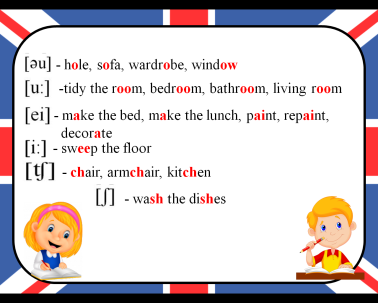 [əu] - hole, sofa, wardrobe, window
[u:] -tidy the room, bedroom, bathroom, living room
[ei] - make the bed, make the lunch, paint, repaint,
decorate
[i:] - sweep the floor
[ʧ] - chair, armchair, kitchen
[ʃ] - wash the dishes